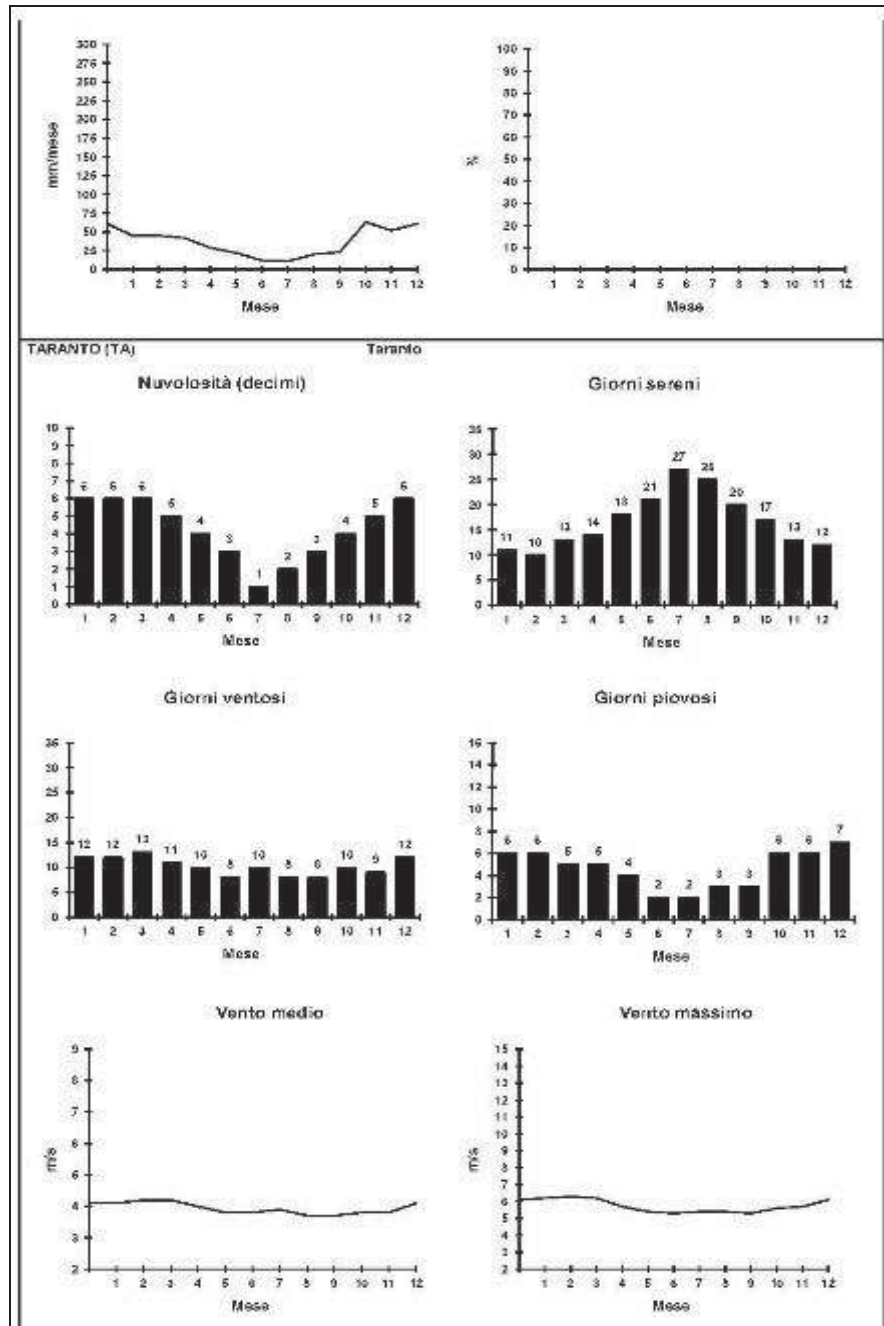 300
275
250
225
200
175
150
125
100
75
50
25
0
mm/mese
1 2 3 4 5 6 7 8 9 10 11 12
Mese
100
90
80
70
60
50
40
30
20
10
0
%
1 2 3 4 5 6 7 8 9 10 11 12
Mese
TARANTO (TA) Taranto
Nuvolosità (decimi)
10
9
8
7
6
5
4
3
2
1
0
6 6 6 5 4 3 1 2 3 4 5 6
1 2 3 4 5 6 7 8 9 10 11 12
Mese
Giorni sereni
35
30
25
20
15
10
5
0
11 10 13 14 18 21 27 25 20 17 13 12
1 2 3 4 5 6 7 8 9 10 11 12
Mese
Giorni ventosi
35
30
25
20
15
10
5
0
12 12 13 11 10 8 10 8 8 10 9 12
1 2 3 4 5 6 7 8 9 10 11 12
Mese
Giorni piovosi
16
14
12
10
8
6
4
2
0
6 6 5 5 4 2 2 3 3 6 6 7
1 2 3 4 5 6 7 8 9 10 11 12
Mese
Vento medio
9
8
7
6
5
4
3
2
m/s
1 2 3 4 5 6 7 8 9 10 11 12
Mese
Vento massimo
15
14
13
12
11
10
9
8
7
6
5
4
3
2
m/s
1 2 3 4 5 6 7 8 9 10 11 12
Mese